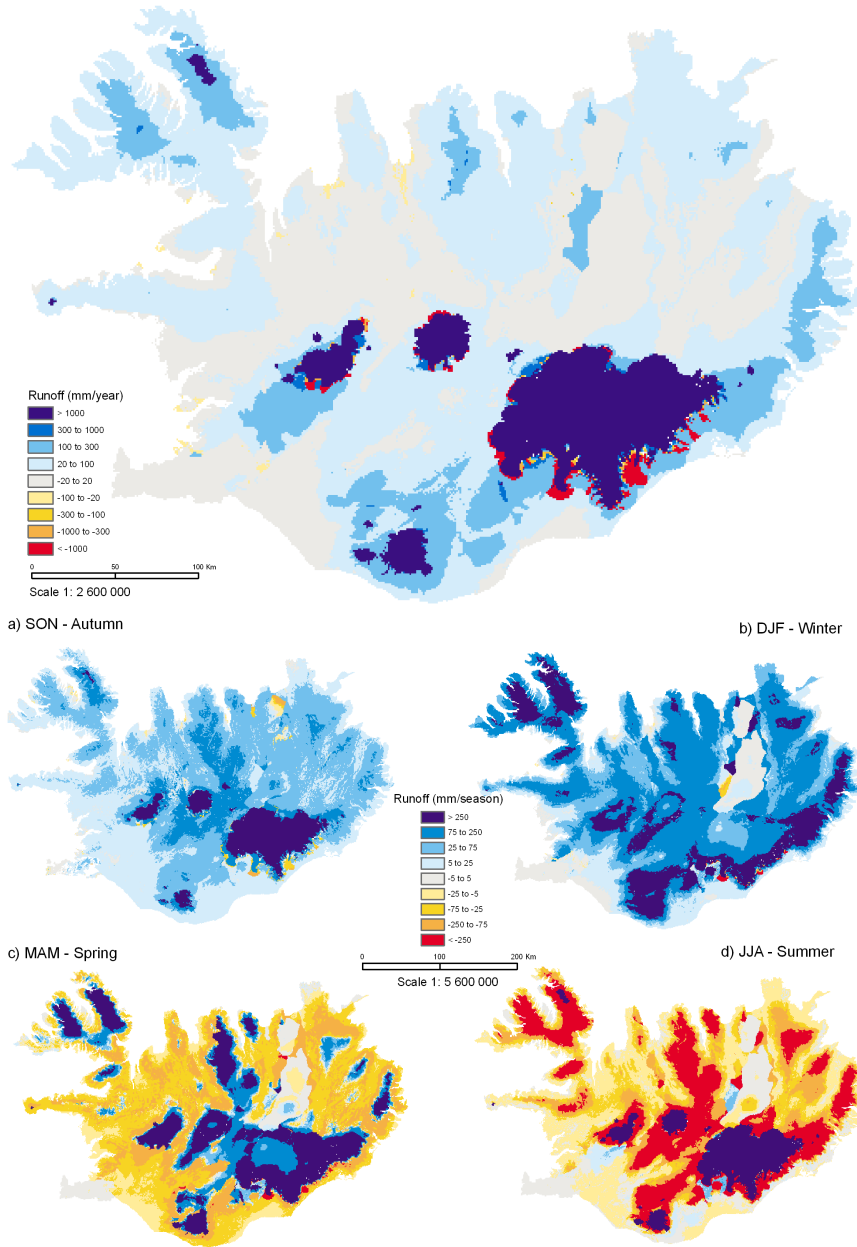 Runoff (mm/year)
> 1000
300 to 1000
100 to 300
20 to 100
-20 to 20
-100 to -20
-300 to -100
-1000 to -300
< -1000
0 50 100 Km
Scale 1: 2 600 000
a) SON - Autumn
b) DJF - Winter
Runoff (mm/season)
> 250
75 to 250
25 to 75
5 to 25
-5 to 5
-25 to -5
-75 to -25
-250 to -75
< -250
c) MAM - Spring
d) JJA - Summer
0 100 200 Km
Scale 1: 5 600 000